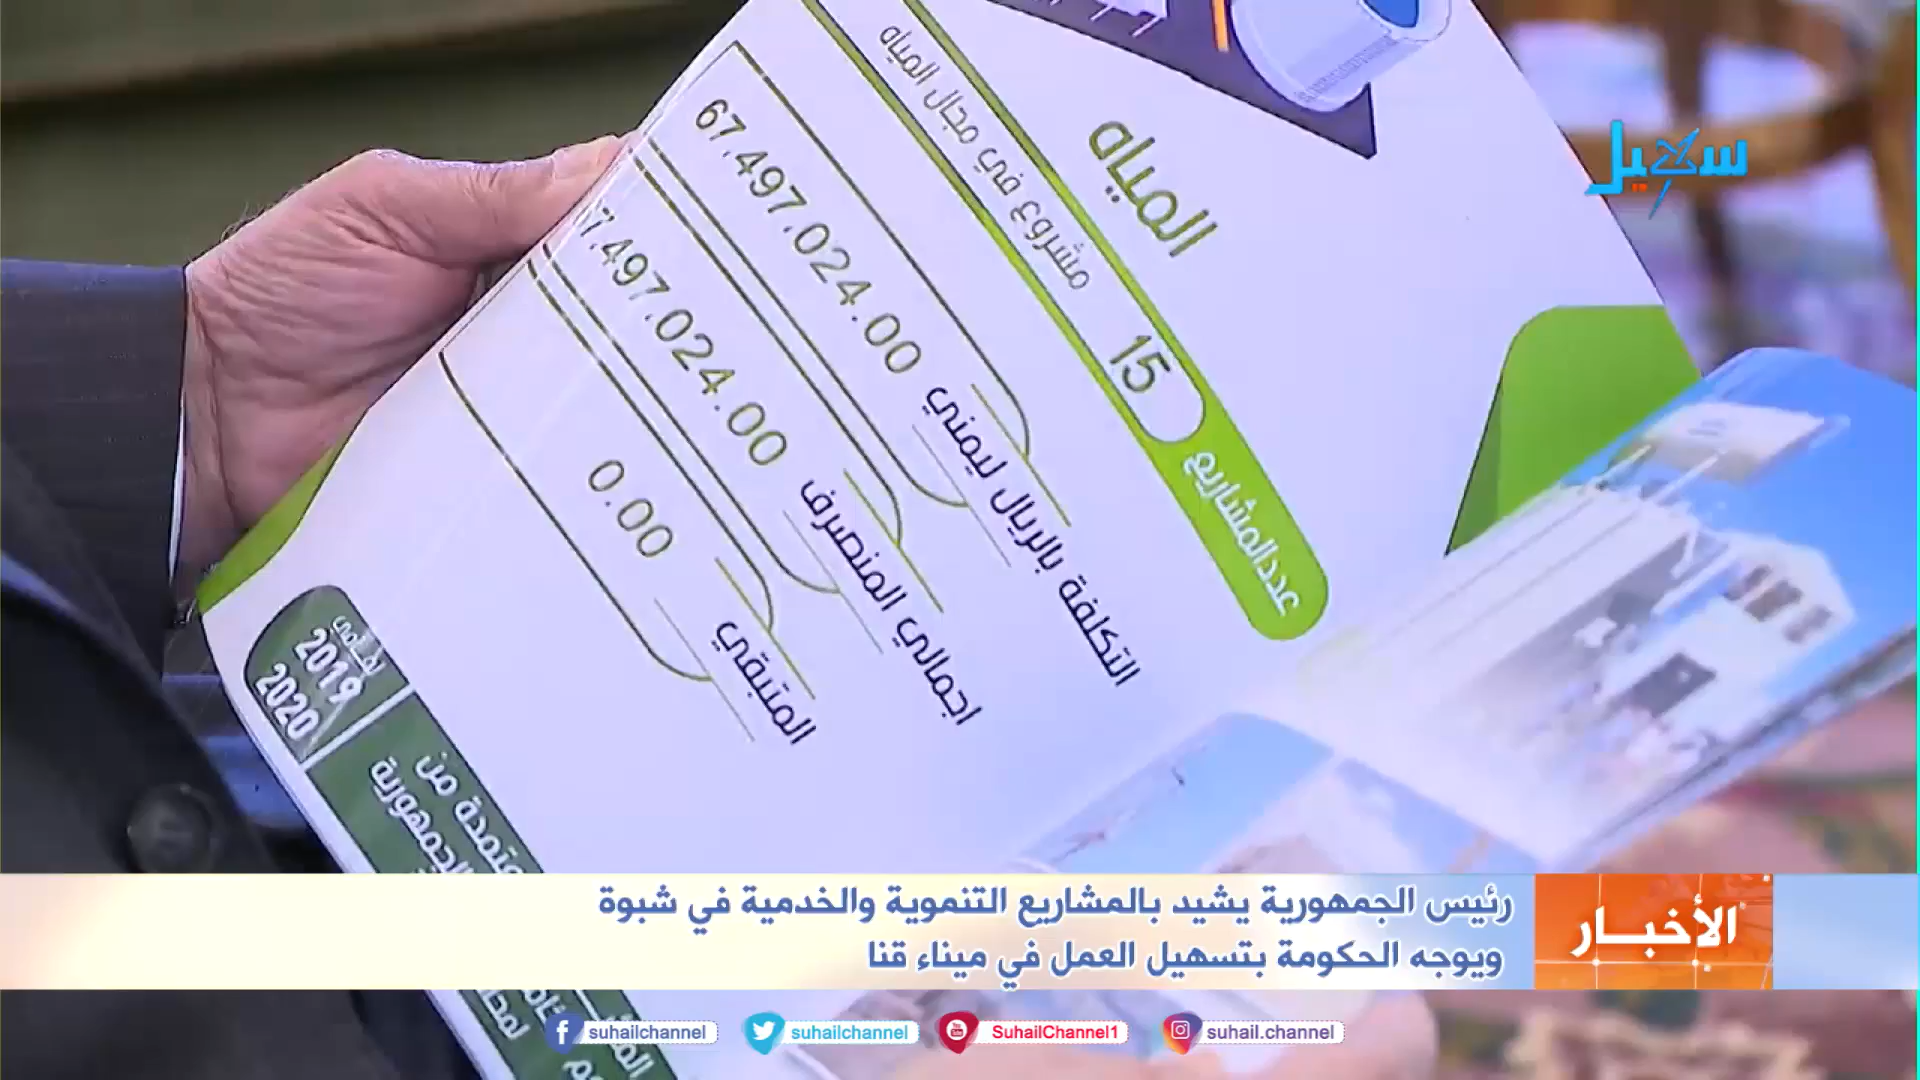 سهيل
المياه
عدد المشاريع 15 مشروع في مجال المياه
التكلفة بالريال ليمني 67.497.024.00
اجمالي المنصرف 7.497.024.00
المتبقي 0.00
2019
2020
الأخبار
رئيس الجمهورية يشيد بالمشاريع التنموية والخدمية في شبوة
ويوجه الحكومة بتسهيل العمل في ميناء قنا
suhailchannel
suhailchannel
SuhailChannel1
suhail.channel